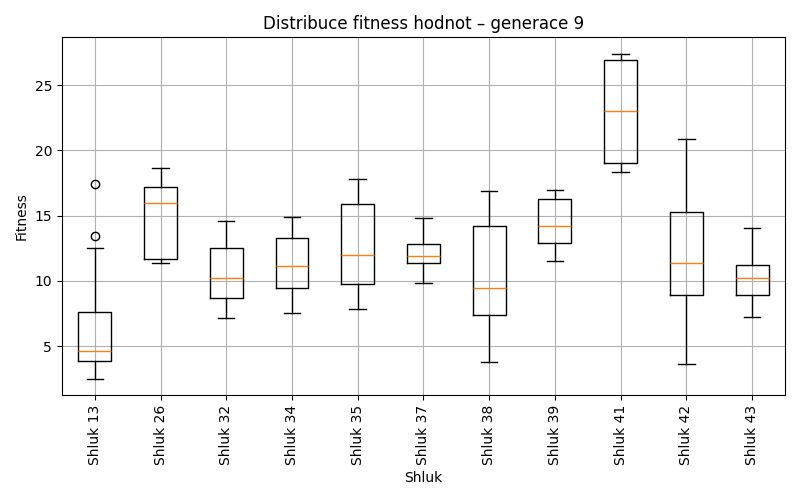 Distribuce fitness hodnot – generace 9
Fitness
25
20
15
10
5
Shluk 13
Shluk 26
Shluk 32
Shluk 34
Shluk 35
Shluk 37
Shluk 38
Shluk 39
Shluk 41
Shluk 42
Shluk 43
Shluk